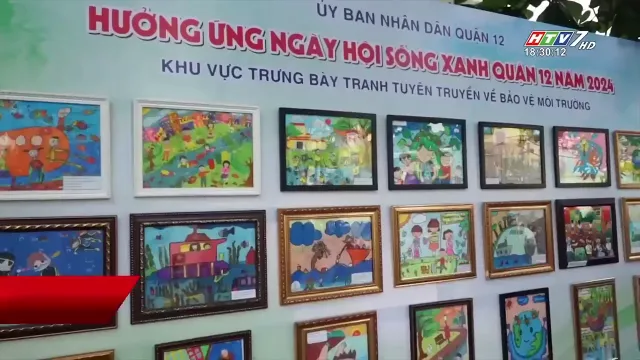 ỦY BAN NHÂN DÂN QUẬN 12
HƯỞNG ỨNG NGÀY HỘI SỐNG XANH QUẬN 12 NĂM 2024
KHU VỰC TRƯNG BÀY TRANH TUYÊN TRUYỀN VỀ BẢO VỆ MÔI TRƯỜNG
HTV7 HD
18:30:12